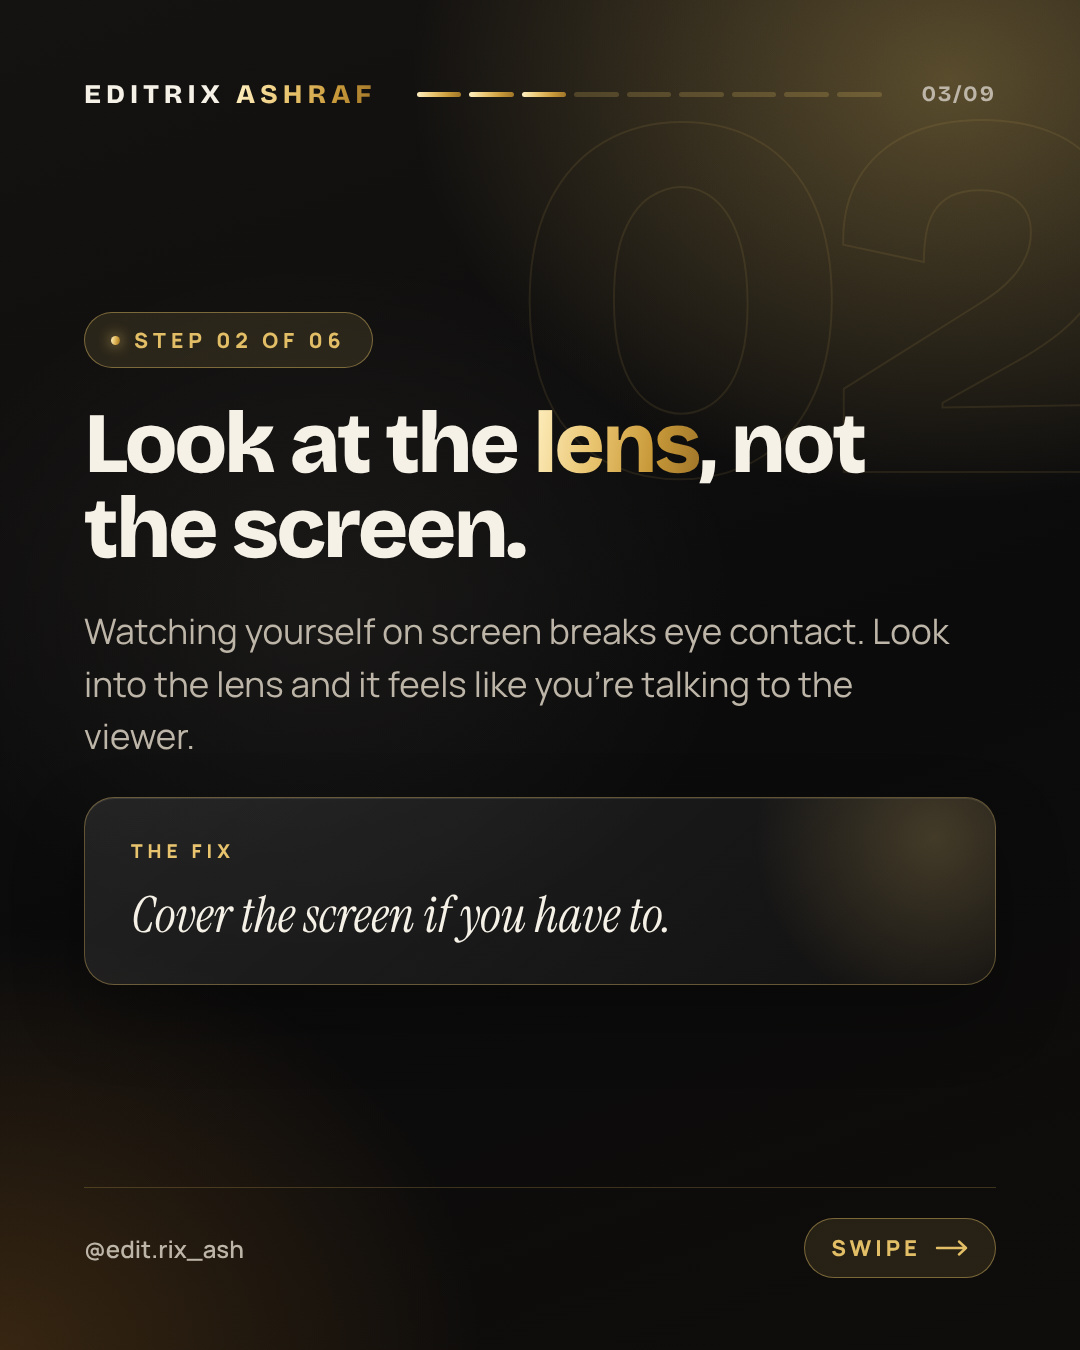 EDITRIX ASHRAF 03/09
02
STEP 02 OF 06
Look at the lens, not
the screen.
Watching yourself on screen breaks eye contact. Look
into the lens and it feels like you’re talking to the
viewer.
THE FIX
Cover the screen if you have to.
@edit.rix_ash
SWIPE →